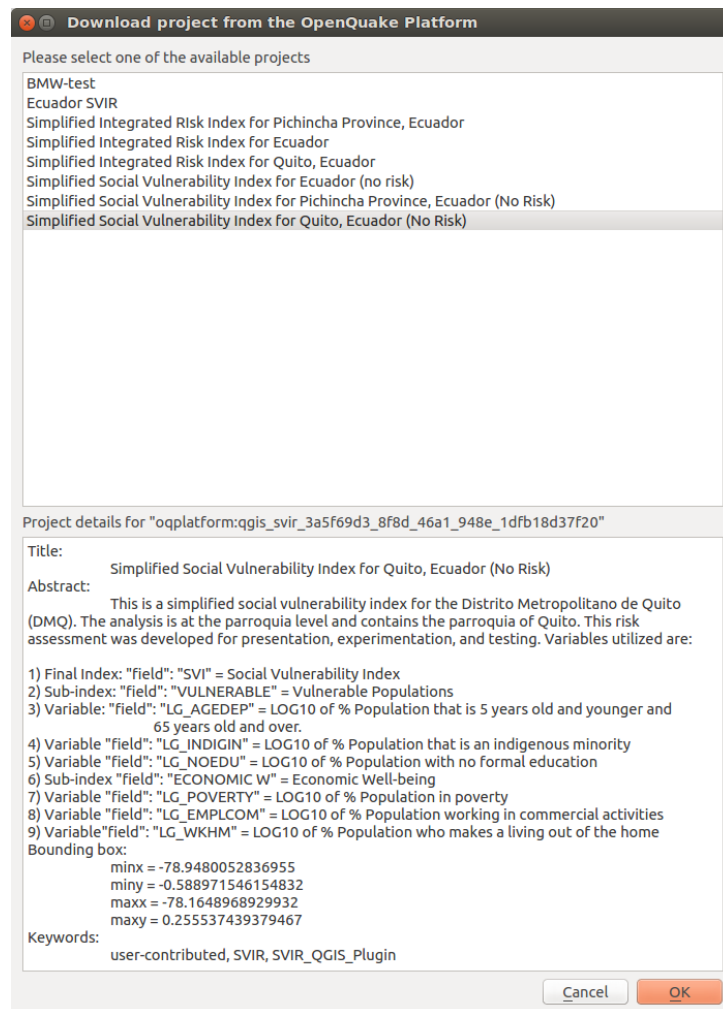 Download project from the OpenQuake Platform
Please select one of the available projects
BMW-test
Ecuador SVIR
Simplified Integrated RIsk Index for Pichincha Province, Ecuador
Simplified Integrated Risk Index for Ecuador
Simplified Integrated Risk Index for Quito, Ecuador
Simplified Social Vulnerability Index for Ecuador (no risk)
Simplified Social Vulnerability Index for Pichincha Province, Ecuador (No Risk)
Simplified Social Vulnerability Index for Quito, Ecuador (No Risk)
Project details for "oqplatform:qgis_svir_3a5f69d3_8f8d_46a1_948e_1dfb18d37f20"
Title:
Simplified Social Vulnerability Index for Quito, Ecuador (No Risk)
Abstract:
This is a simplified social vulnerability index for the Distrito Metropolitano de Quito
(DMQ). The analysis is at the parroquia level and contains the parroquia of Quito. This risk
assessment was developed for presentation, experimentation, and testing. Variables utilized are:
1) Final Index: "field": "SVI" = Social Vulnerability Index
2) Sub-index: "field": "VULNERABLE" = Vulnerable Populations
3) Variable: "field": "LG_AGEDEP" = LOG10 of % Population that is 5 years old and younger and
65 years old and over.
4) Variable "field": "LG_INDIGIN" = LOG10 of % Population that is an indigenous minority
5) Variable "field": "LG_NOEDU" = LOG10 of % Population with no formal education
6) Sub-index "field": "ECONOMIC W" = Economic Well-being
7) Variable "field": "LG_POVERTY" = LOG10 of % Population in poverty
8) Variable "field": "LG_EMPLCOM" = LOG10 of % Population working in commercial activities
9) Variable"field": "LG_WKHM" = LOG10 of % Population who makes a living out of the home
Bounding box:
minx = -78.9480052836955
miny = -0.588971546154832
maxx = -78.1648968929932
maxy = 0.255537439379467
Keywords:
user-contributed, SVIR, SVIR_QGIS_Plugin
Cancel OK